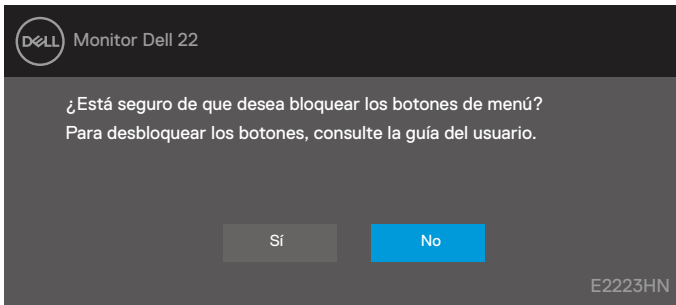 DELL Monitor Dell 22
¿Está seguro de que desea bloquear los botones de menú?
Para desbloquear los botones, consulte la guía del usuario.
Sí No
E2223HN